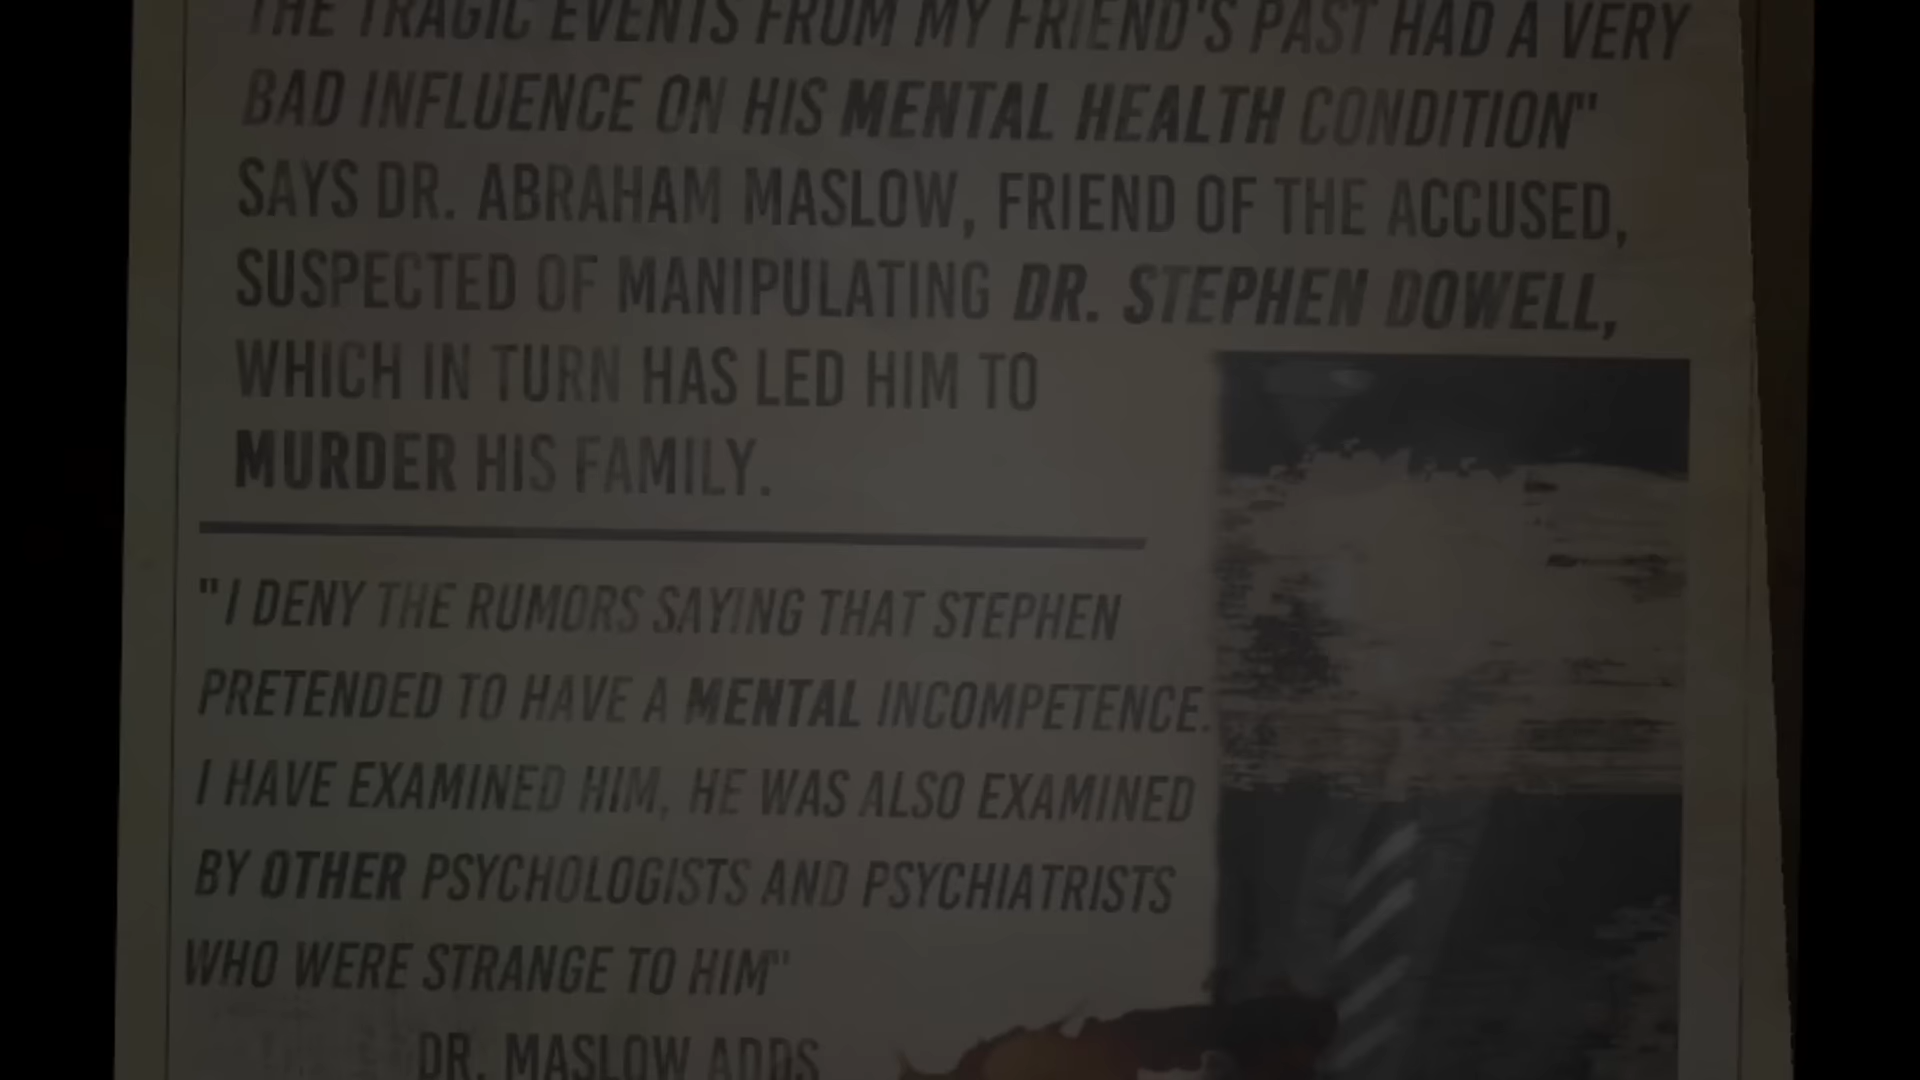 THE TRAGIC EVENTS FROM MY FRIEND'S PAST HAD A VERY
BAD INFLUENCE ON HIS MENTAL HEALTH CONDITION"
SAYS DR. ABRAHAM MASLOW, FRIEND OF THE ACCUSED,
SUSPECTED OF MANIPULATING DR. STEPHEN DOWELL,
WHICH IN TURN HAS LED HIM TO
MURDER HIS FAMILY.
"I DENY THE RUMORS SAYING THAT STEPHEN
PRETENDED TO HAVE A MENTAL INCOMPETENCE.
I HAVE EXAMINED HIM, HE WAS ALSO EXAMINED
BY OTHER PSYCHOLOGISTS AND PSYCHIATRISTS
WHO WERE STRANGE TO HIM"
DR. MASLOW ADDS